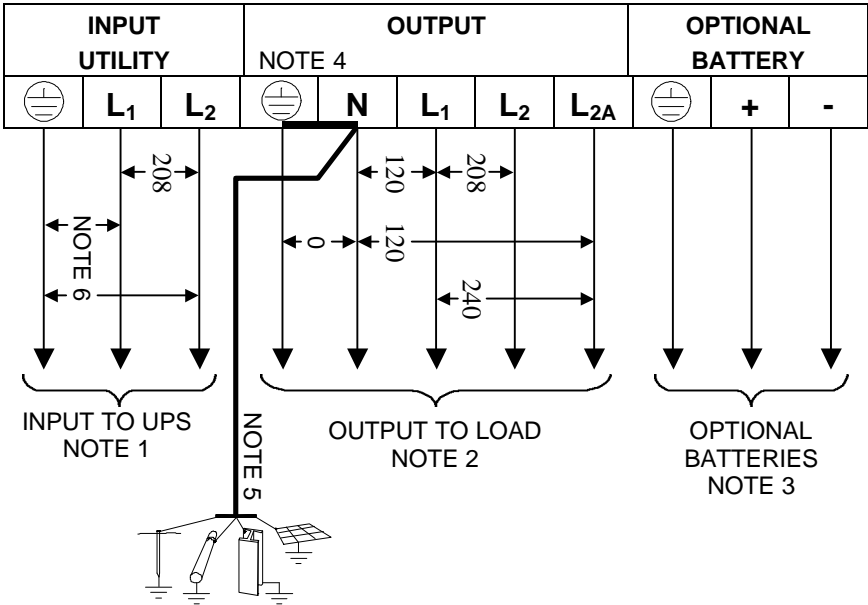 INPUT
UTILITY
OUTPUT
NOTE 4
OPTIONAL
BATTERY
L1 L2 N L1 L2 L2A + -
208
120
208
NOTE 6
0
120
240
INPUT TO UPS
NOTE 1
NOTE 5
OUTPUT TO LOAD
NOTE 2
OPTIONAL
BATTERIES
NOTE 3